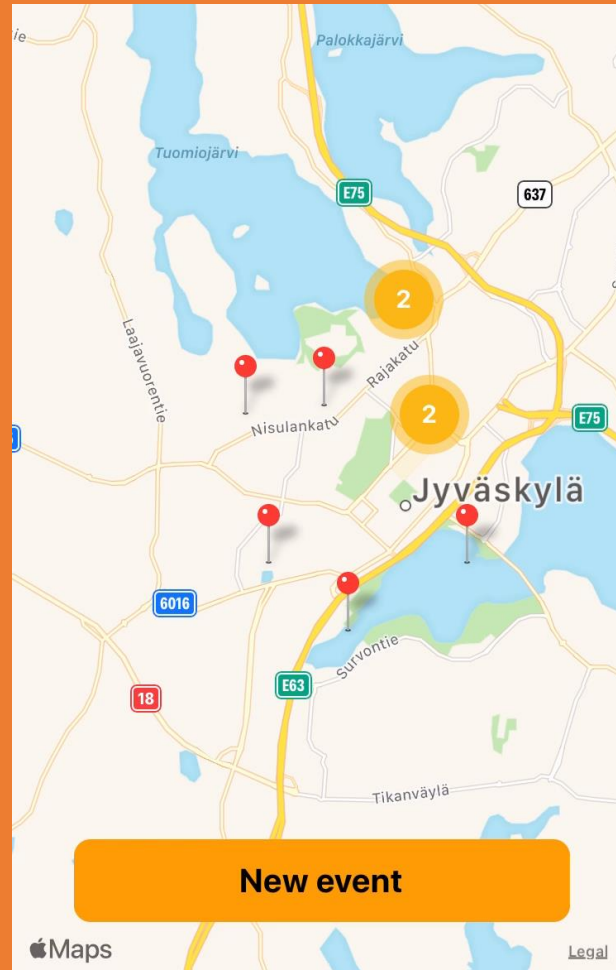 ie
Palokkajärvi
Tuomiojärvi
E75
637
2
Laajavuorentie
Rajakatu
2
E75
Nisulankatu
Jyväskylä
6016
Survontie
E63
18
Tikanväylä
New event
Maps
Legal